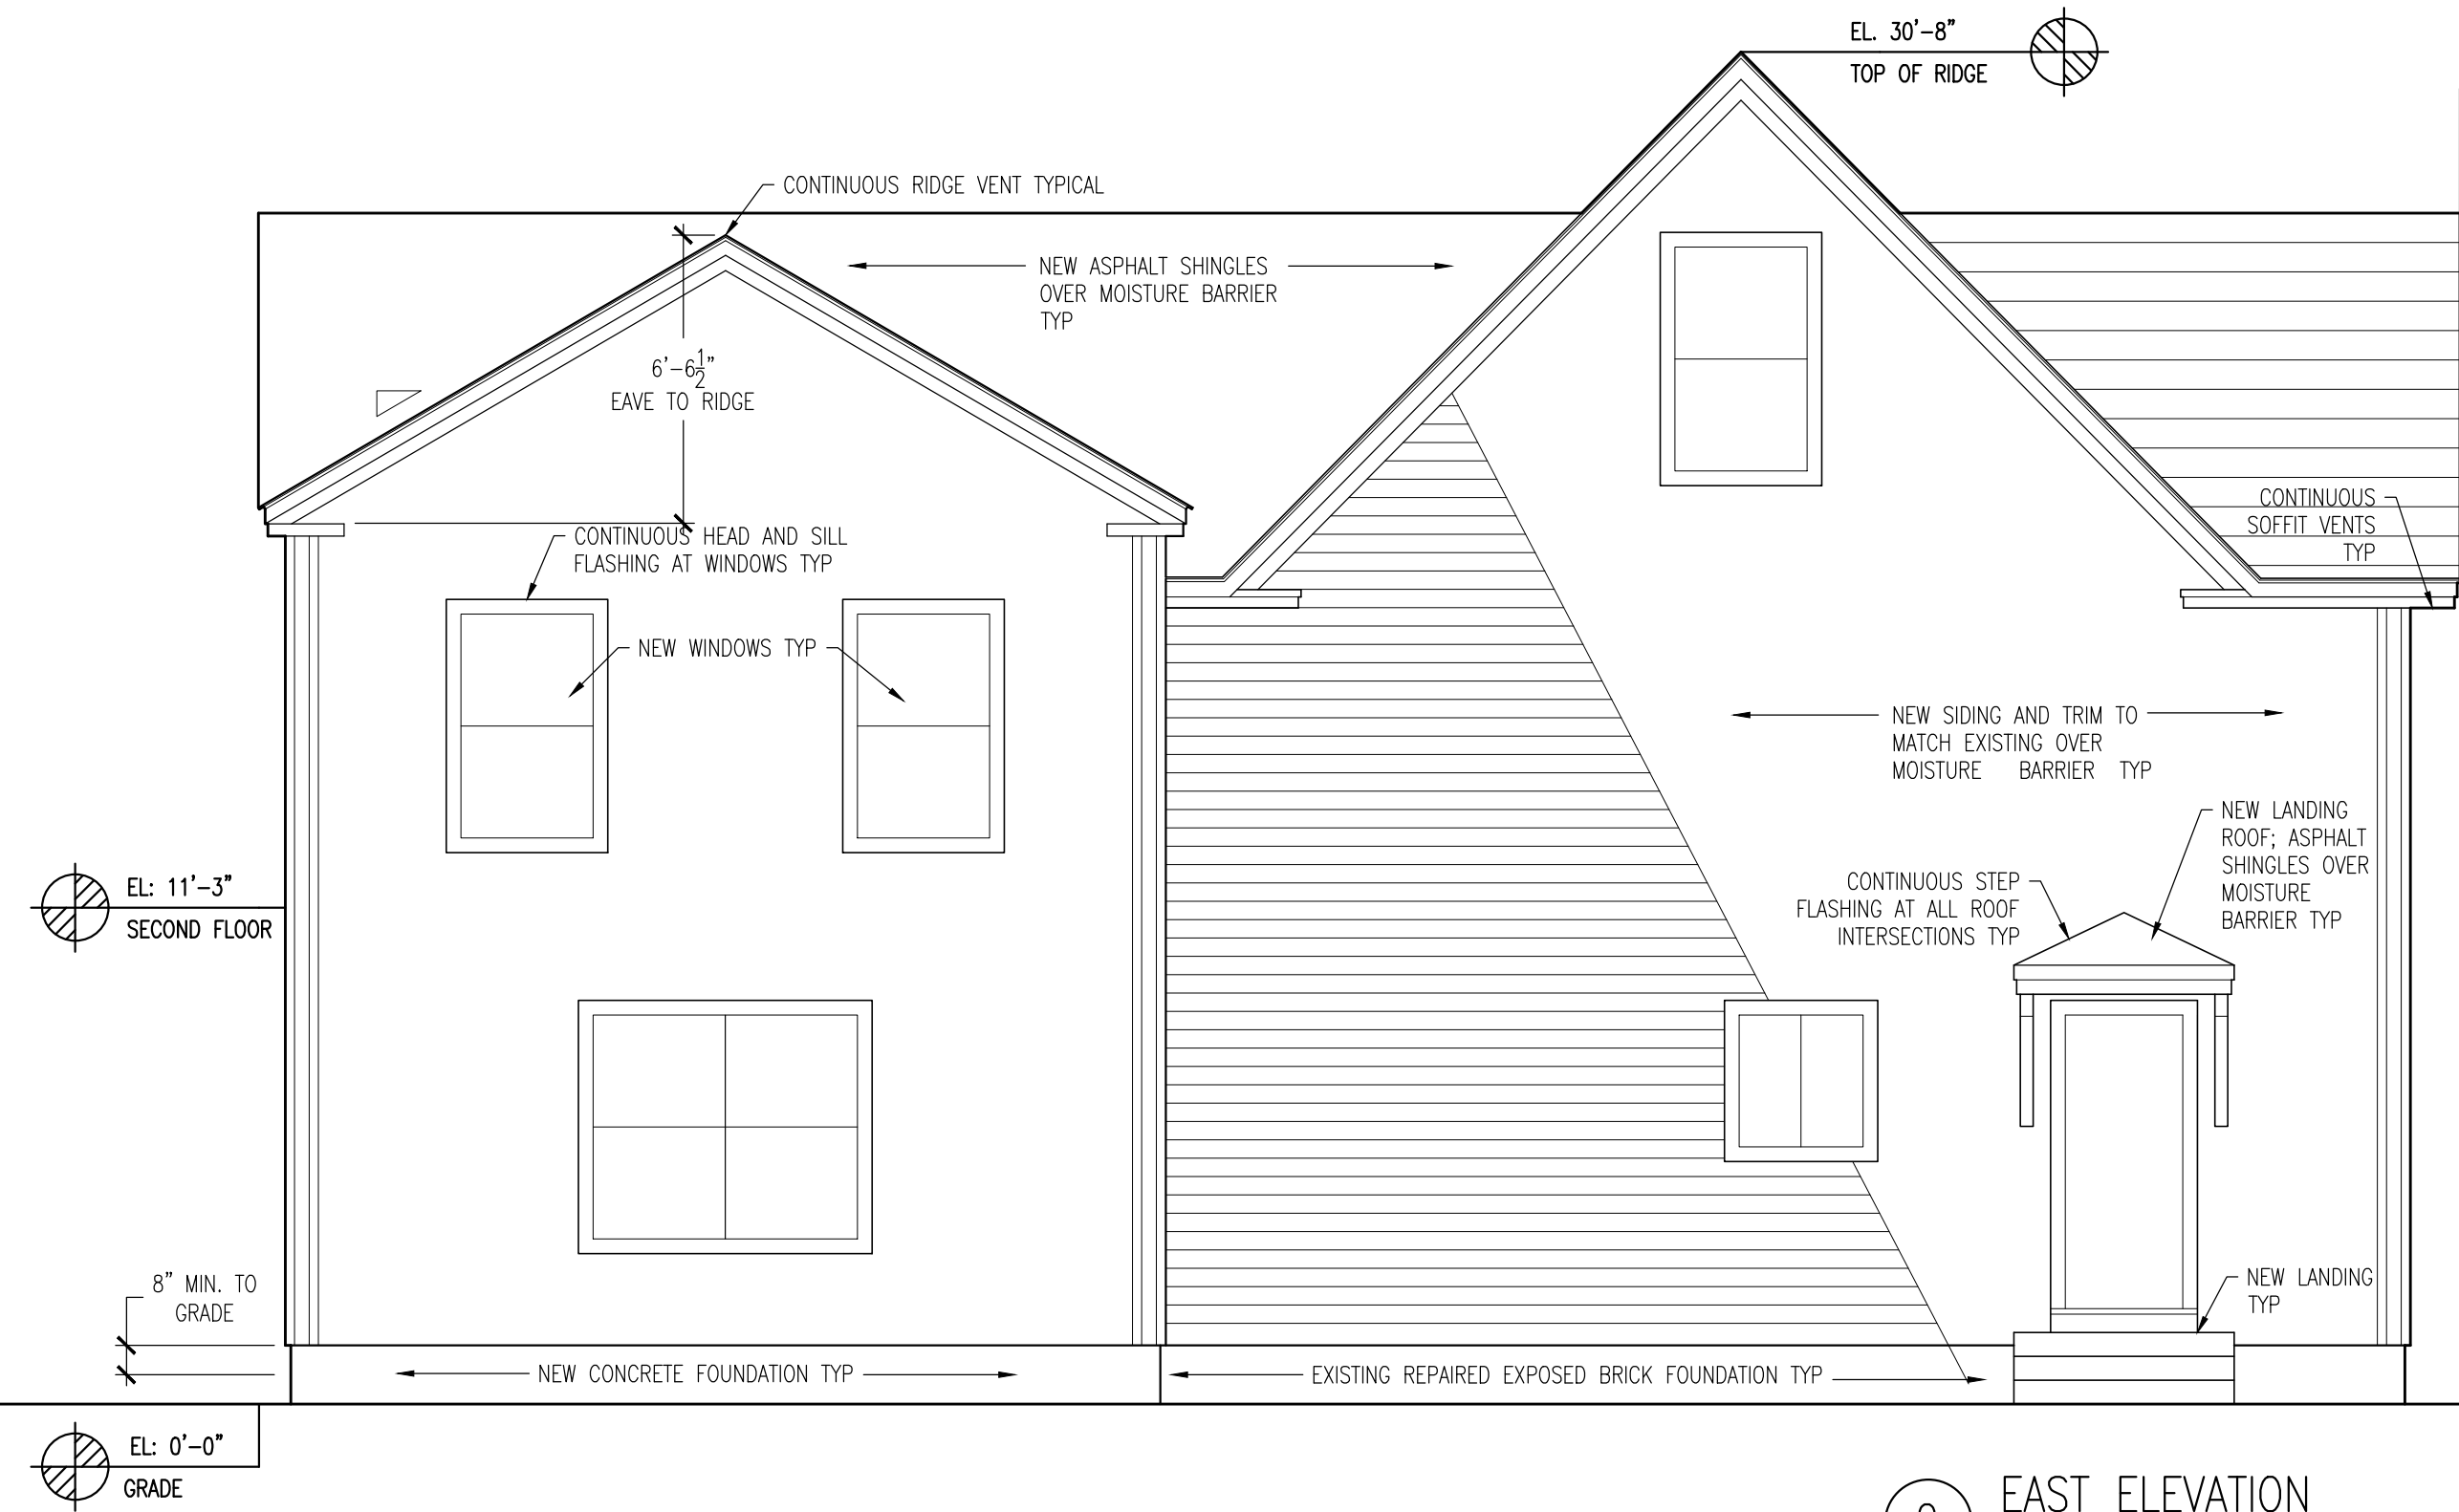 EL. 30'-8"
TOP OF RIDGE
CONTINUOUS RIDGE VENT TYPICAL
NEW ASPHALT SHINGLES
OVER MOISTURE BARRIER
TYP
6'-6½"
EAVE TO RIDGE
CONTINUOUS
SOFFIT VENTS
TYP
CONTINUOUS HEAD AND SILL
FLASHING AT WINDOWS TYP
NEW WINDOWS TYP
NEW SIDING AND TRIM TO
MATCH EXISTING OVER
MOISTURE BARRIER TYP
NEW LANDING
ROOF; ASPHALT
SHINGLES OVER
MOISTURE
BARRIER TYP
CONTINUOUS STEP
FLASHING AT ALL ROOF
INTERSECTIONS TYP
EL: 11'-3"
SECOND FLOOR
8" MIN. TO
GRADE
NEW LANDING
TYP
NEW CONCRETE FOUNDATION TYP
EXISTING REPAIRED EXPOSED BRICK FOUNDATION TYP
EL: 0'-0"
GRADE
EAST ELEVATION